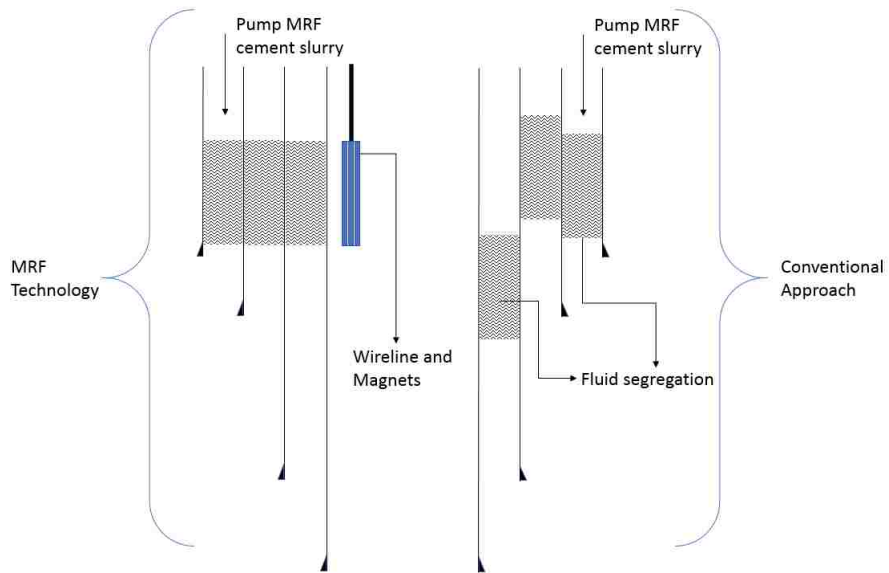 Pump MRF
cement slurry
Pump MRF
cement slurry
MRF
Technology
Conventional
Approach
Wireline and
Magnets
Fluid segregation